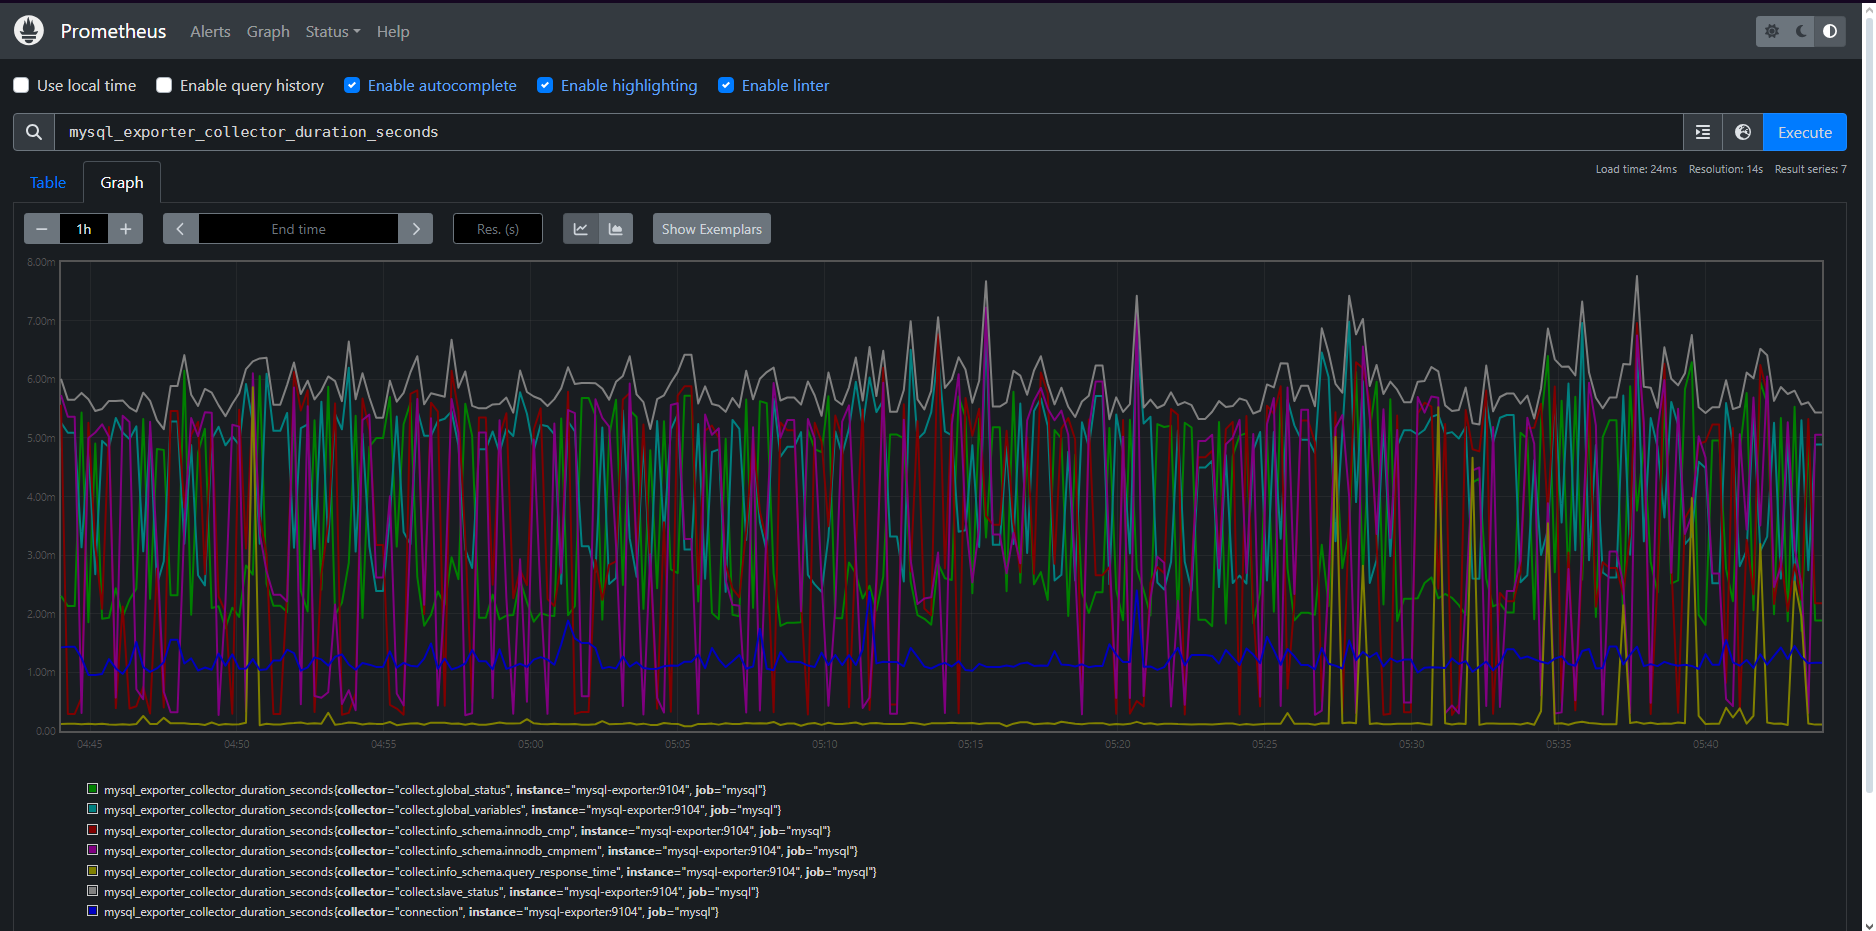 Prometheus Alerts Graph Status Help
Use local time Enable query history Enable autocomplete Enable highlighting Enable linter
mysql_exporter_collector_duration_seconds Execute
Load time: 24ms Resolution: 14s Result series: 7
Table Graph
1h End time Res. (s) Show Exemplars
8.00m
7.00m
6.00m
5.00m
4.00m
3.00m
2.00m
1.00m
0.00
04:45 04:50 04:55 05:00 05:05 05:10 05:15 05:20 05:25 05:30 05:35 05:40
mysql_exporter_collector_duration_seconds{collector="collect.global_status", instance="mysql-exporter:9104", job="mysql"}
mysql_exporter_collector_duration_seconds{collector="collect.global_variables", instance="mysql-exporter:9104", job="mysql"}
mysql_exporter_collector_duration_seconds{collector="collect.info_schema.innodb_cmp", instance="mysql-exporter:9104", job="mysql"}
mysql_exporter_collector_duration_seconds{collector="collect.info_schema.innodb_cmpmem", instance="mysql-exporter:9104", job="mysql"}
mysql_exporter_collector_duration_seconds{collector="collect.info_schema.query_response_time", instance="mysql-exporter:9104", job="mysql"}
mysql_exporter_collector_duration_seconds{collector="collect.slave_status", instance="mysql-exporter:9104", job="mysql"}
mysql_exporter_collector_duration_seconds{collector="connection", instance="mysql-exporter:9104", job="mysql"}